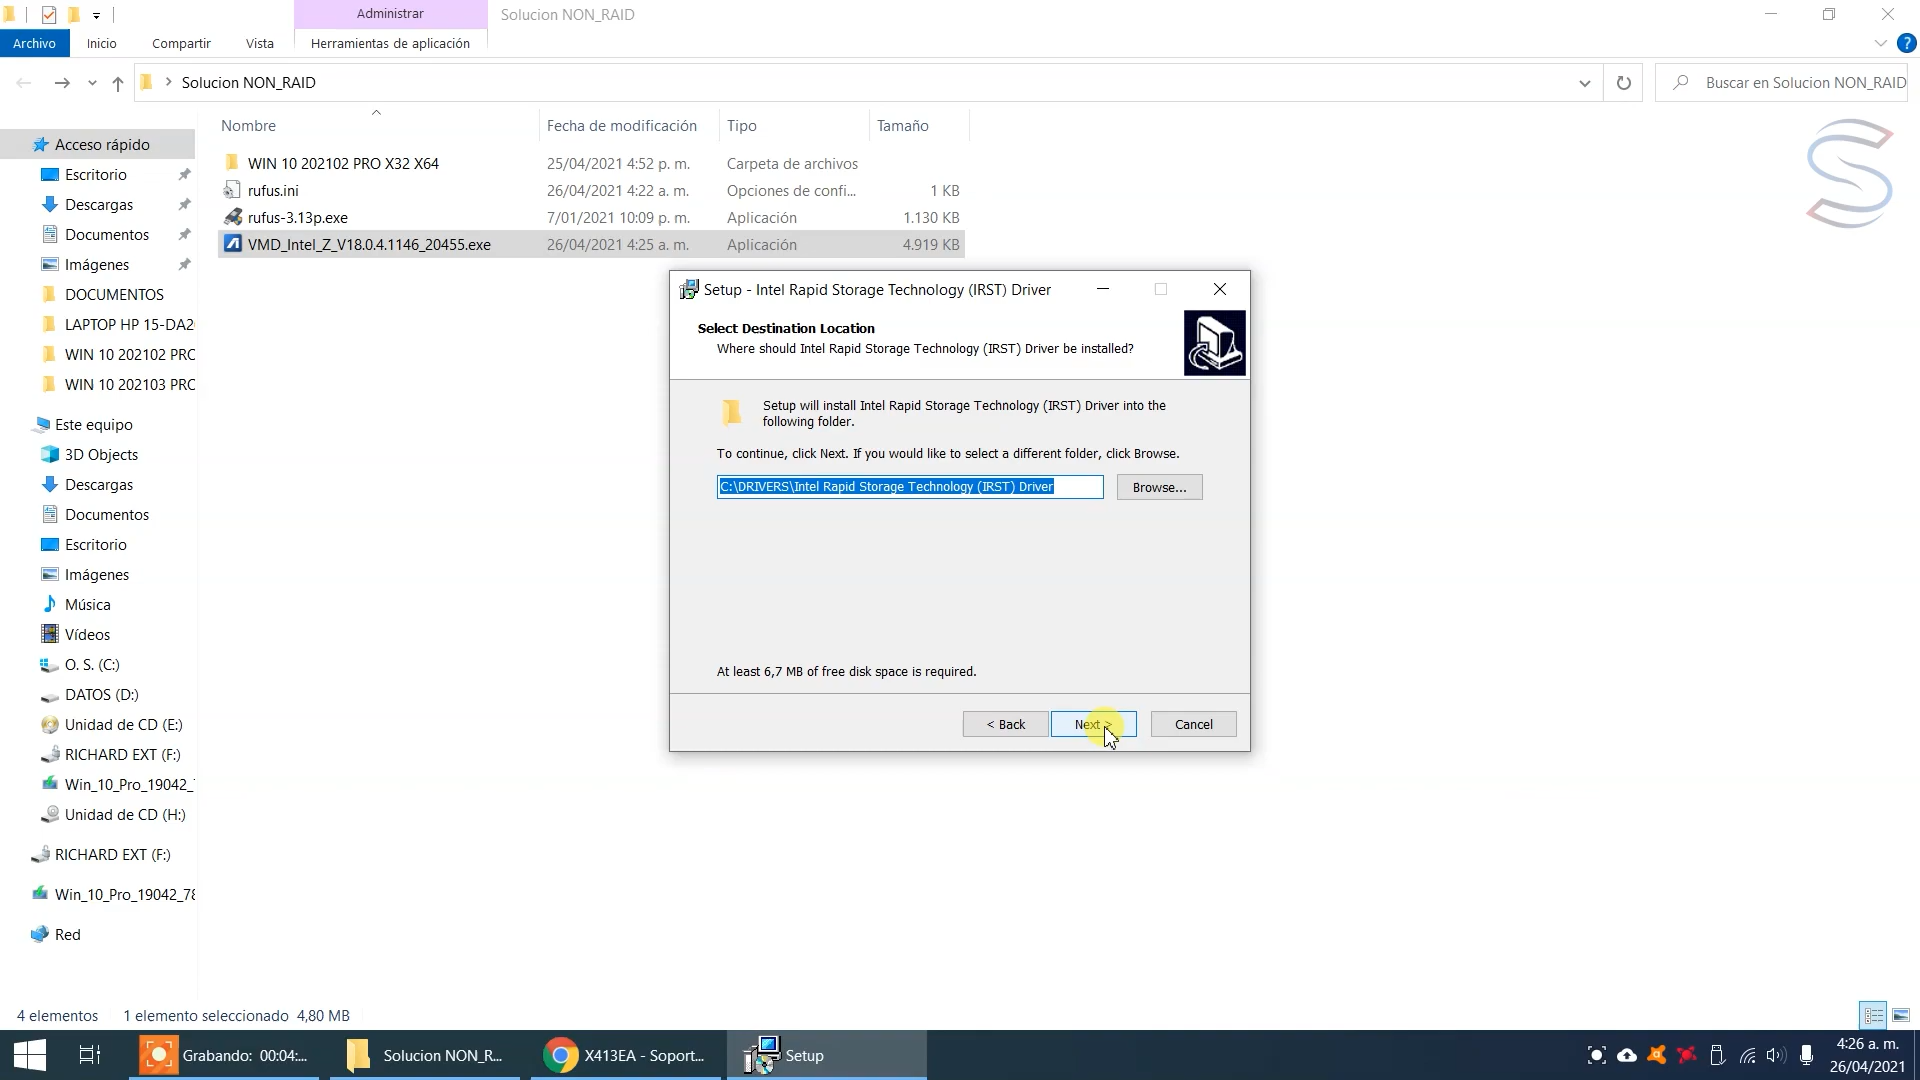 Administrar
Solucion NON_RAID
Archivo
Inicio
Compartir
Vista
Herramientas de aplicación
Solucion NON_RAID
Buscar en Solucion NON_RAID
Nombre
Fecha de modificación
Tipo
Tamaño
WIN 10 202102 PRO X32 X64
25/04/2021 4:52 p. m.
Carpeta de archivos
rufus.ini
26/04/2021 4:22 a. m.
Opciones de confi...
1 KB
rufus-3.13p.exe
7/01/2021 10:09 p. m.
Aplicación
1.130 KB
VMD_Intel_Z_V18.0.4.1146_20455.exe
26/04/2021 4:25 a. m.
Aplicación
4.919 KB
Acceso rápido
Escritorio
Descargas
Documentos
Imágenes
DOCUMENTOS
LAPTOP HP 15-DA20
WIN 10 202102 PRO
WIN 10 202103 PRO
Este equipo
3D Objects
Descargas
Documentos
Escritorio
Imágenes
Música
Vídeos
O. S. (C:)
DATOS (D:)
Unidad de CD (E:)
RICHARD EXT (F:)
Win_10_Pro_19042_
Unidad de CD (H:)
RICHARD EXT (F:)
Win_10_Pro_19042_78
Red
Setup - Intel Rapid Storage Technology (IRST) Driver
Select Destination Location
Where should Intel Rapid Storage Technology (IRST) Driver be installed?
Setup will install Intel Rapid Storage Technology (IRST) Driver into the
following folder.
To continue, click Next. If you would like to select a different folder, click Browse.
C:\DRIVERS\Intel Rapid Storage Technology (IRST) Driver
Browse...
At least 6,7 MB of free disk space is required.
< Back
Next >
Cancel
4 elementos
1 elemento seleccionado 4,80 MB
Grabando: 00:04:...
Solucion NON_R...
X413EA - Soport...
Setup
4:26 a. m.
26/04/2021